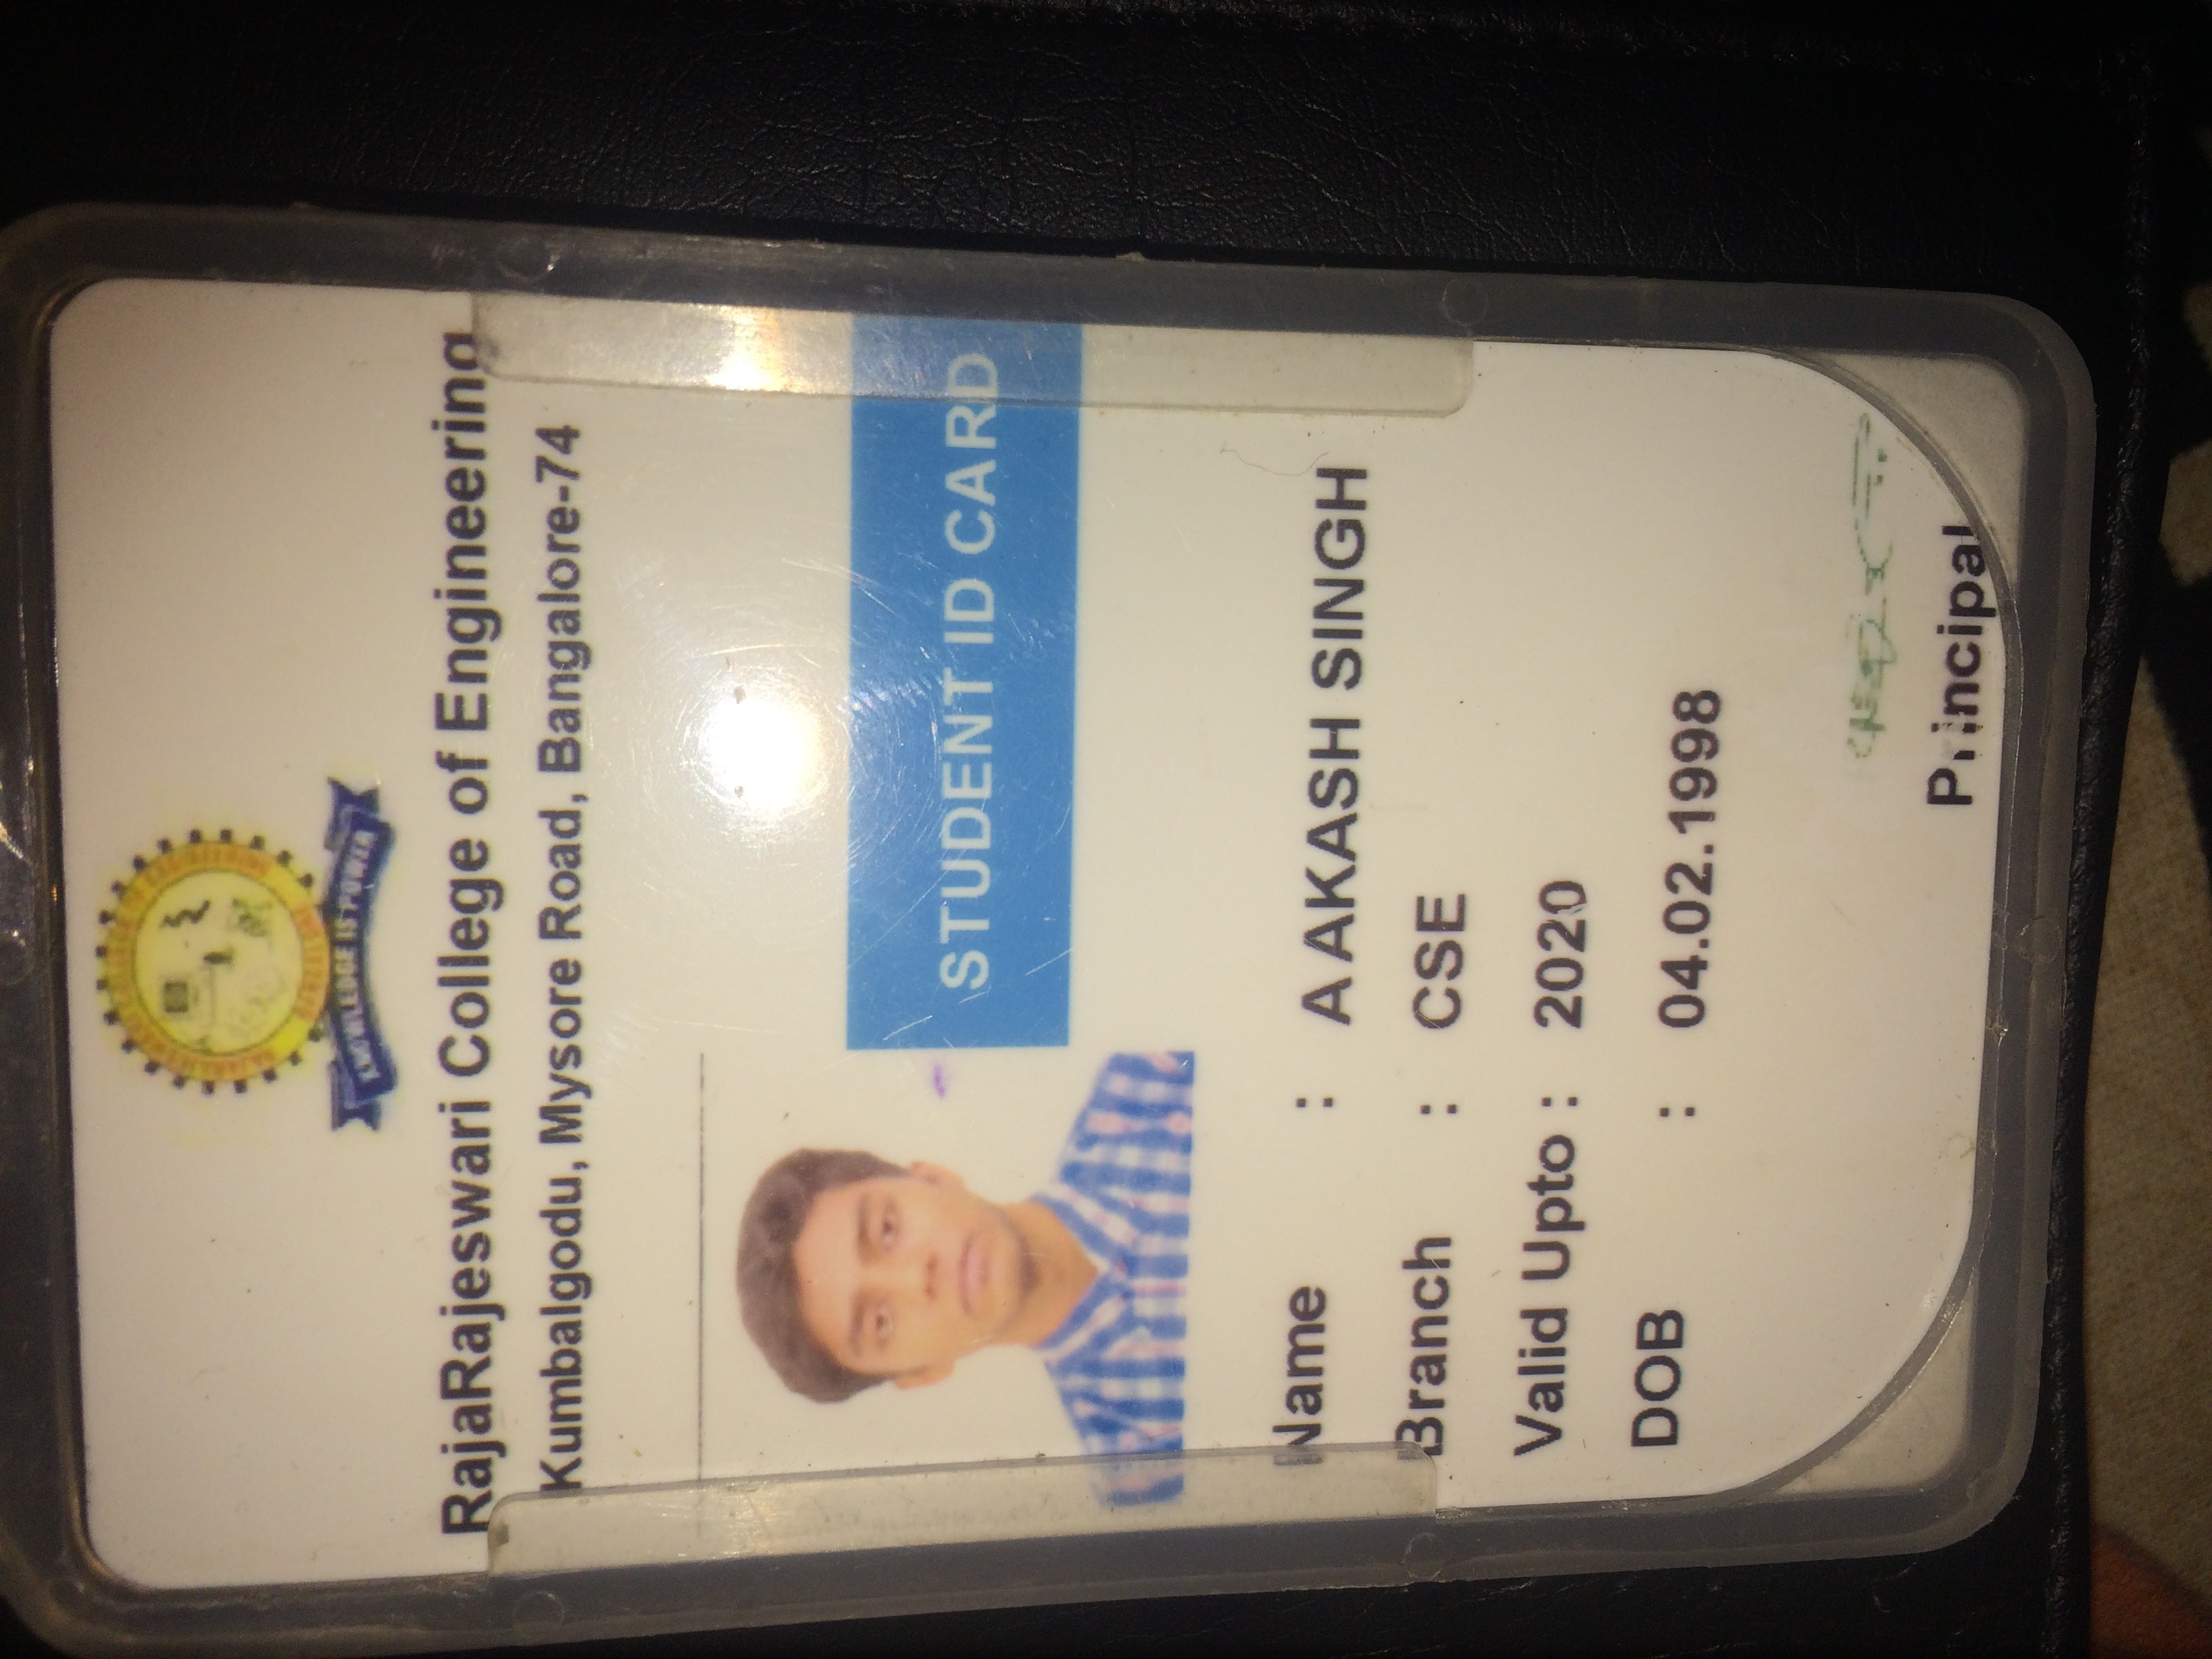 BANGALORE
KNOWLEDGE IS POWER
RajaRajeswari College of Engineering
Kumbalgodu, Mysore Road, Bangalore-74
STUDENT ID CARD
Name : A AKASH SINGH
Branch : CSE
Valid Upto : 2020
DOB : 04.02.1998
Principal